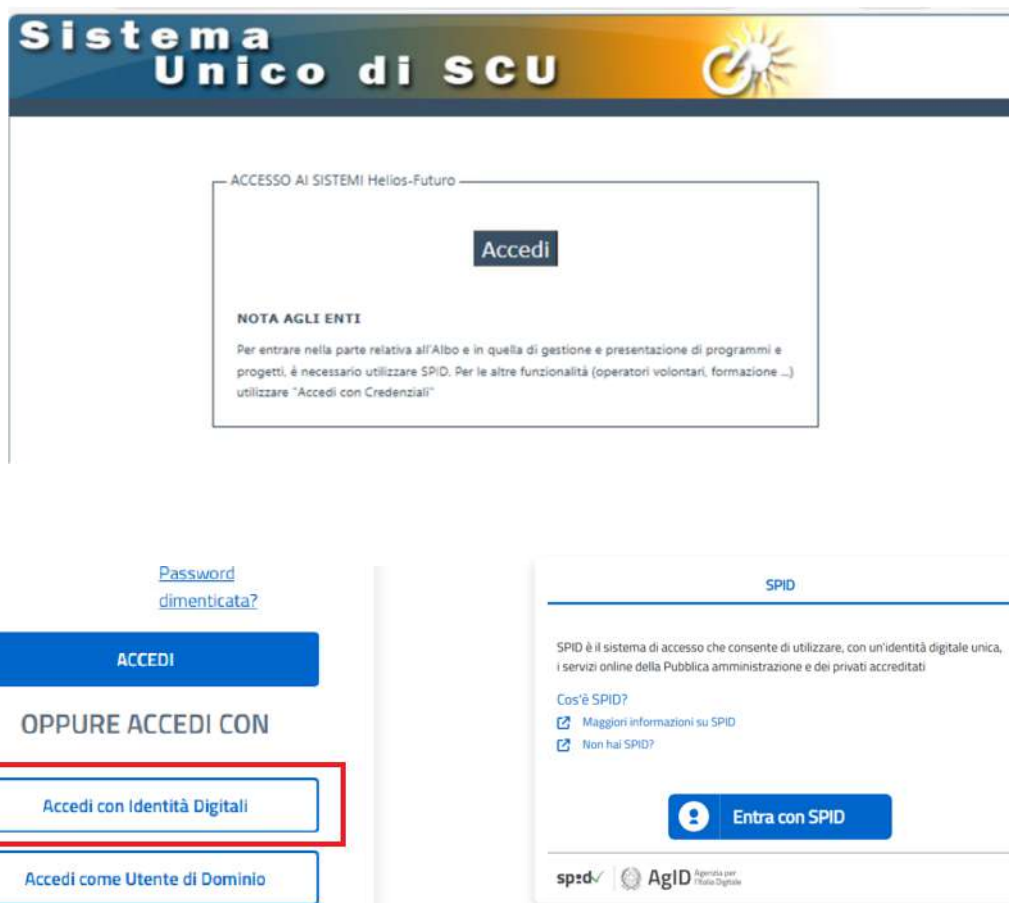 Sistema
Unico di SCU
ACCESSO AI SISTEMI Helios-Futuro
Accedi
NOTA AGLI ENTI
Per entrare nella parte relativa all'Albo e in quella di gestione e presentazione di programmi e
progetti, è necessario utilizzare SPID. Per le altre funzionalità (operatori volontari, formazione ...)
utilizzare "Accedi con Credenziali"
Password
dimenticata?
ACCEDI
OPPURE ACCEDI CON
Accedi con Identità Digitali
Accedi come Utente di Dominio
SPID
SPID è il sistema di accesso che consente di utilizzare, con un'identità digitale unica,
i servizi online della Pubblica amministrazione e dei privati accreditati
Cos'è SPID?
Maggiori informazioni su SPID
Non hai SPID?
Entra con SPID
spid AgID Agenzia per
l'Italia Digitale